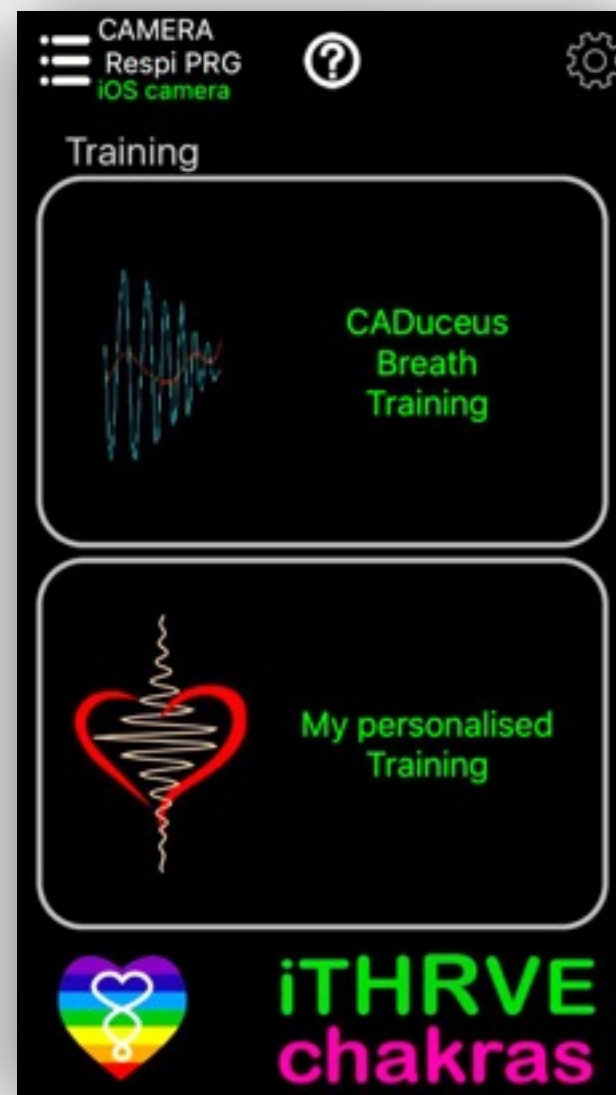 CAMERA
Respi PRG
iOS camera
?
Training
CADuceus
Breath
Training
My personalised
Training
iTHRVE
chakras